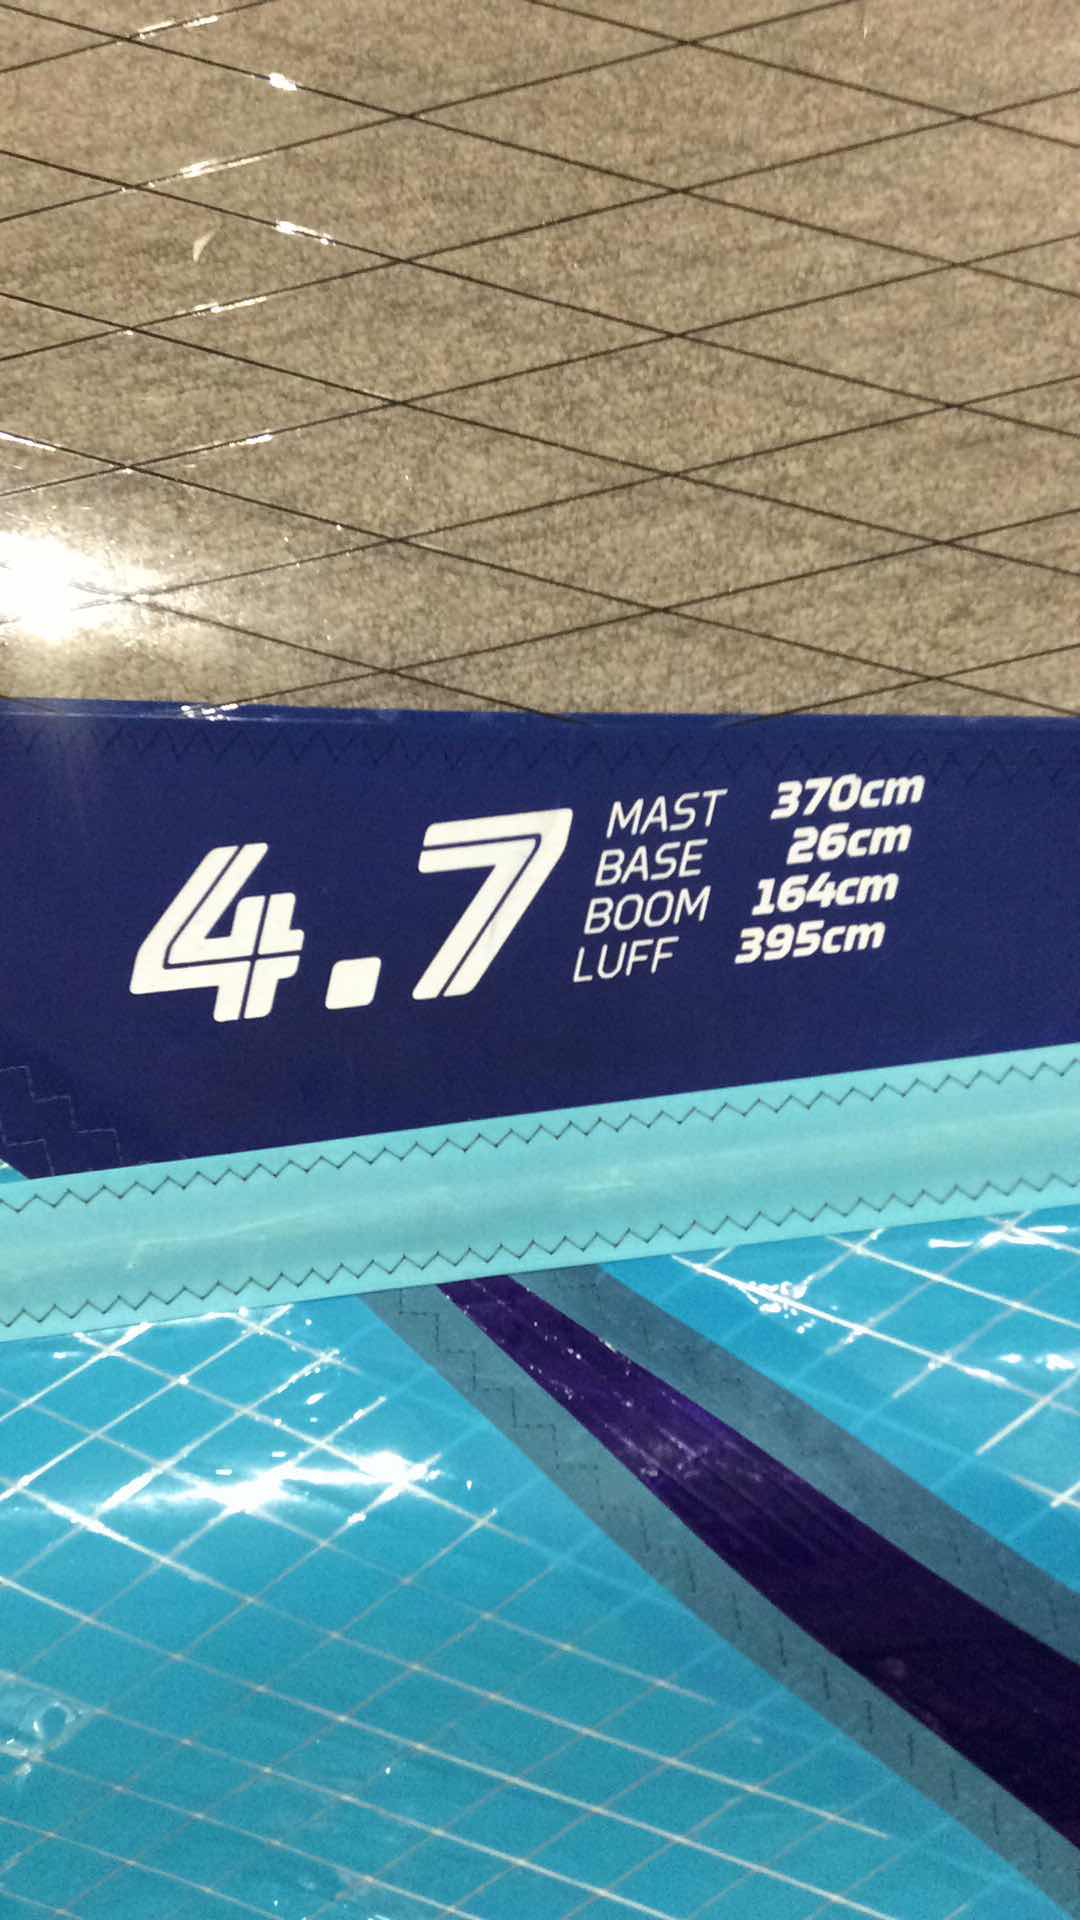 4.7
MAST 370cm
BASE 26cm
BOOM 164cm
LUFF 395cm